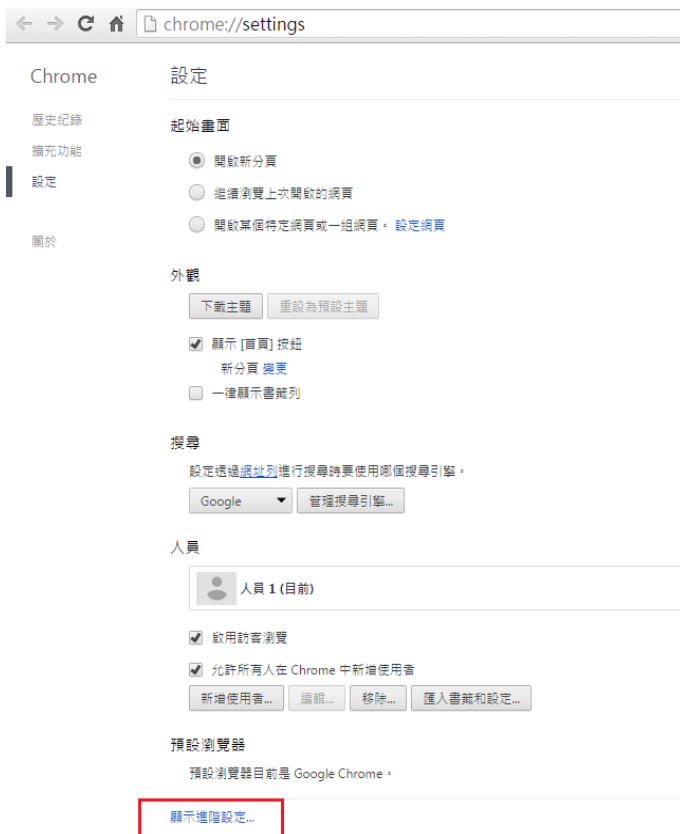 chrome://settings
Chrome
設定
歷史紀錄
擴充功能
設定
關於
起始畫面
開啟新分頁
繼續瀏覽上次開啟的網頁
開啟某個特定網頁或一組網頁。 設定網頁
外觀
下載主題 重設為預設主題
顯示 [首頁] 按鈕
新分頁 變更
一律顯示書籤列
搜尋
設定透過網址列進行搜尋時要使用哪個搜尋引擎。
Google 管理搜尋引擎...
人員
人員 1 (目前)
啟用訪客瀏覽
允許所有人在 Chrome 中新增使用者
新增使用者... 編輯... 移除... 匯入書籤和設定...
預設瀏覽器
預設瀏覽器目前是 Google Chrome。
顯示進階設定...